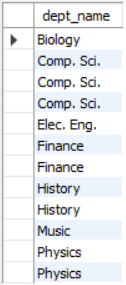 dept_name
Biology
Comp. Sci.
Comp. Sci.
Comp. Sci.
Elec. Eng.
Finance
Finance
History
History
Music
Physics
Physics